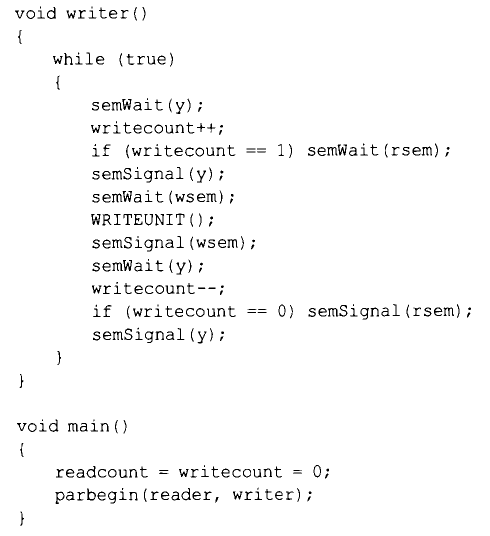 void writer()
{
    while (true)
    {
        semWait(y);
        writecount++;
        if (writecount == 1) semWait(rsem);
        semSignal(y);
        semWait(wsem);
        WRITEUNIT();
        semSignal(wsem);
        semWait(y);
        writecount--;
        if (writecount == 0) semSignal(rsem);
        semSignal(y);
    }
}

void main()
{
    readcount = writecount = 0;
    parbegin(reader, writer);
}